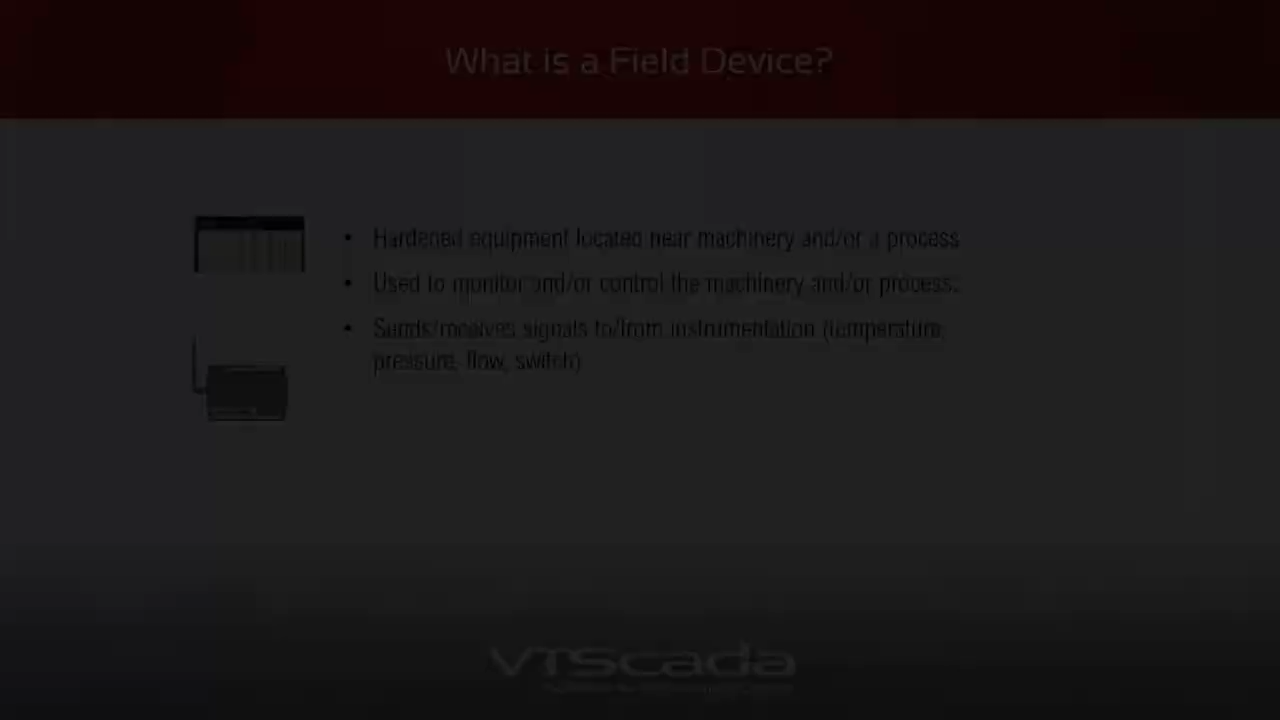 What is a Field Device?
• Hardened equipment located near machinery and/or a process
• Used to monitor and/or control the machinery and/or process.
• Sends/receives signals to/from instrumentation (temperature,
pressure, flow, switch)
VTScada